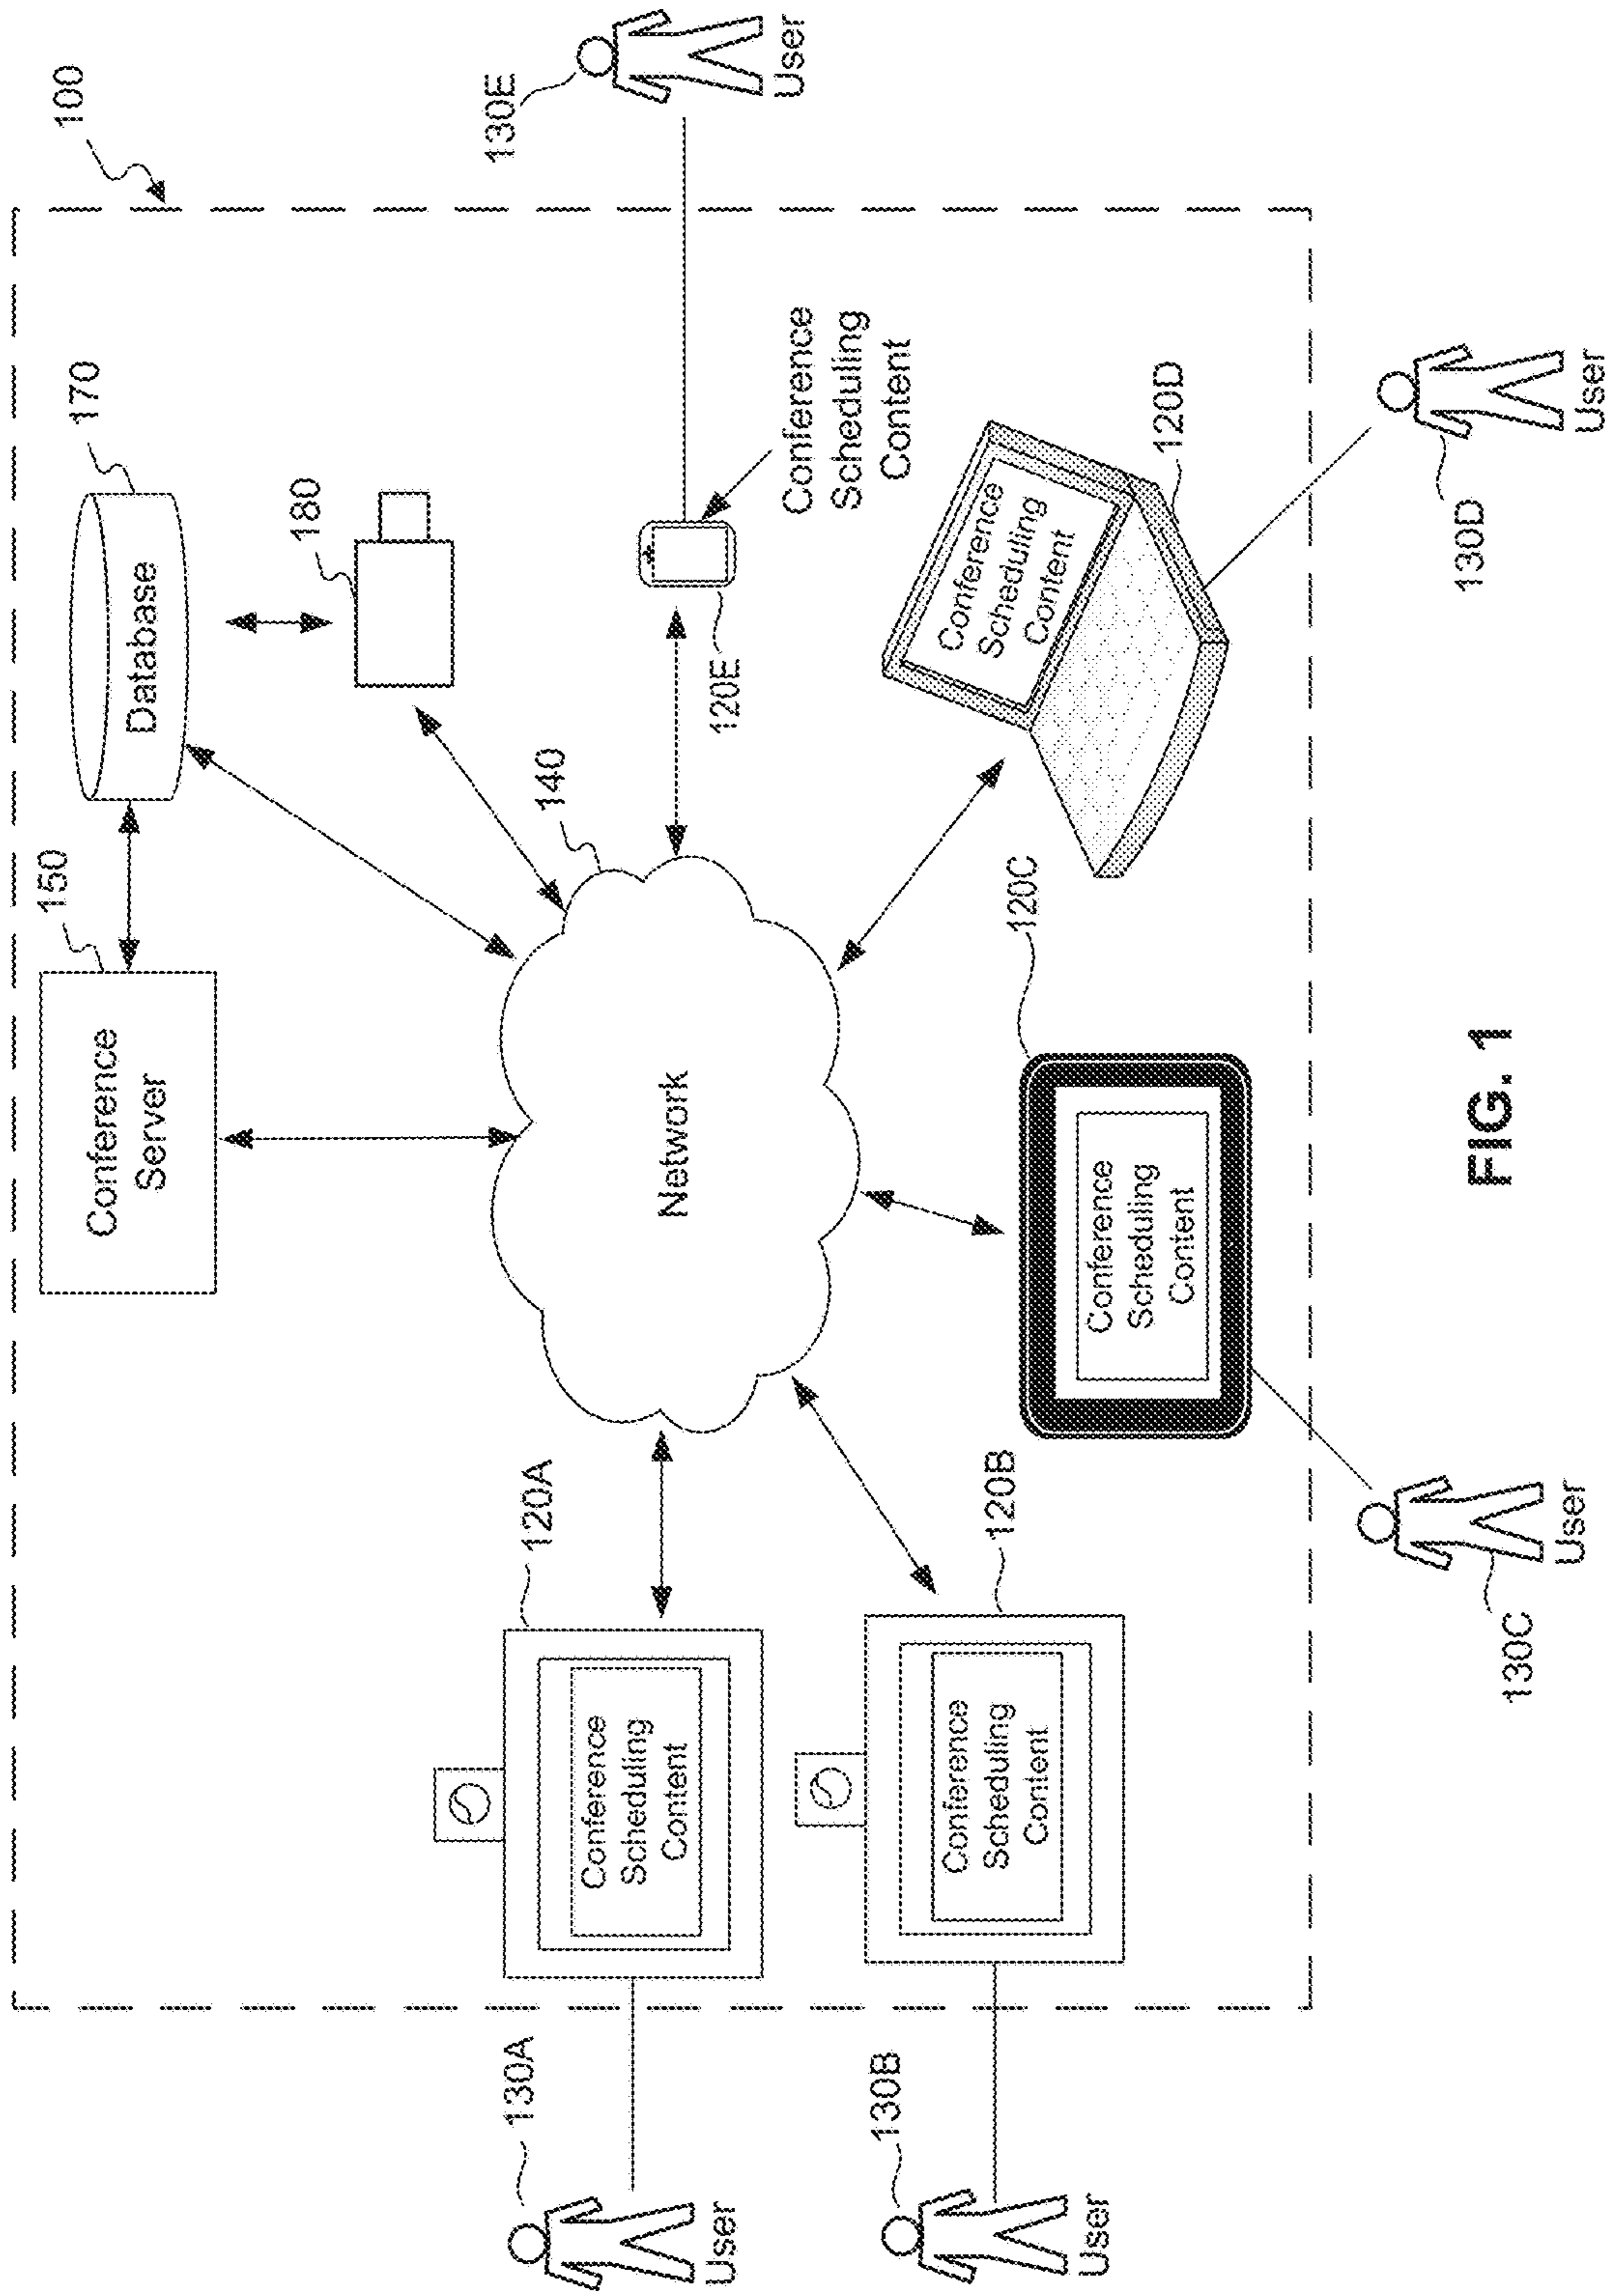 100
150
Conference
Server
170
Database
180
140
Network
130A
User
120A
Conference
Scheduling
Content
130B
User
120B
Conference
Scheduling
Content
120C
Conference
Scheduling
Content
130C
User
120D
Conference
Scheduling
Content
130D
User
120E
Conference
Scheduling
Content
130E
User
FIG. 1